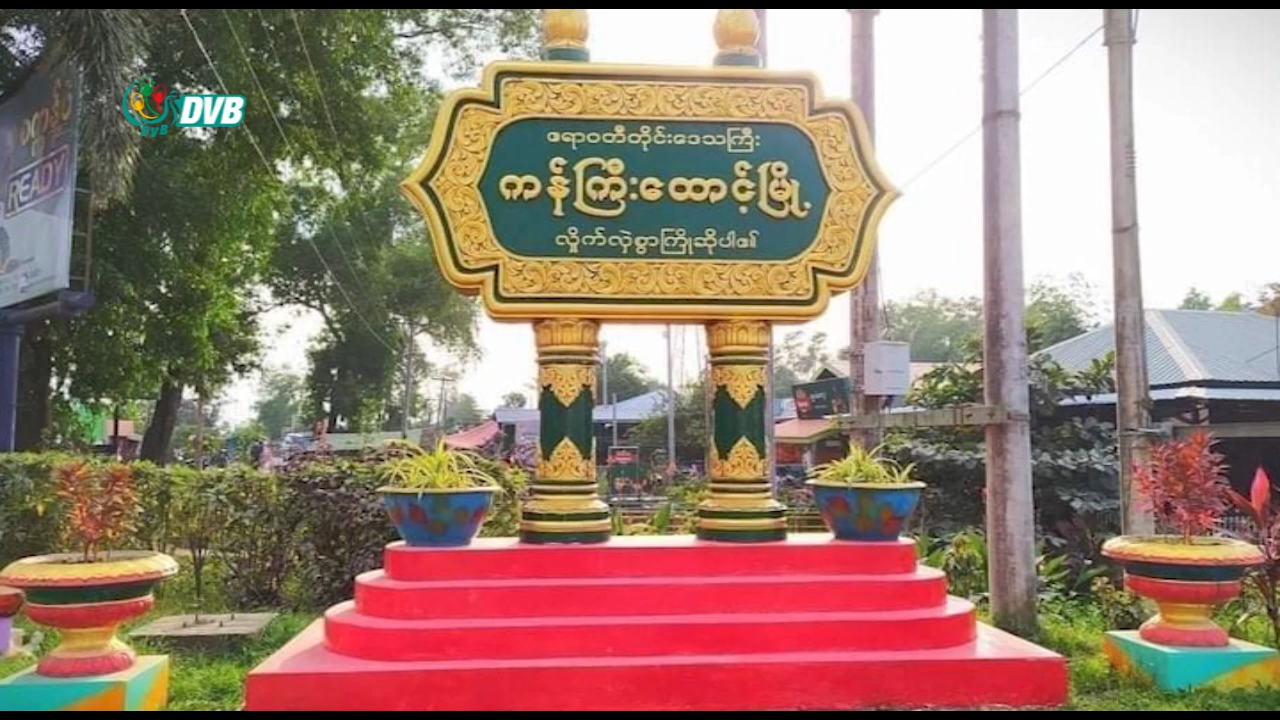 DVB
DVB
READY
ဧရာဝတီတိုင်းဒေသကြီး
ကန်ကြီးထောင့်မြို့
လှိုက်လှဲစွာကြိုဆိုပါ၏။